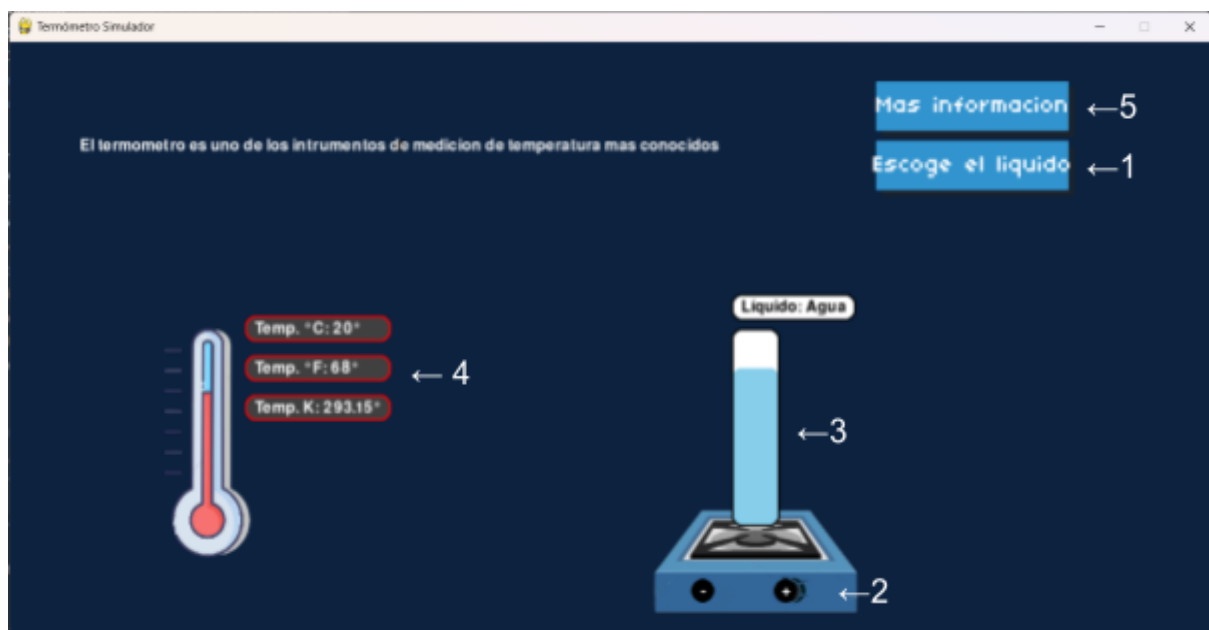 Termómetro Simulador
Mas informacion
←5
El termometro es uno de los intrumentos de medicion de temperatura mas conocidos
Escoge el liquido
←1
Liquido: Agua
Temp. °C: 20°
Temp. °F: 68°
← 4
Temp. K: 293.15°
←3
- +
←2